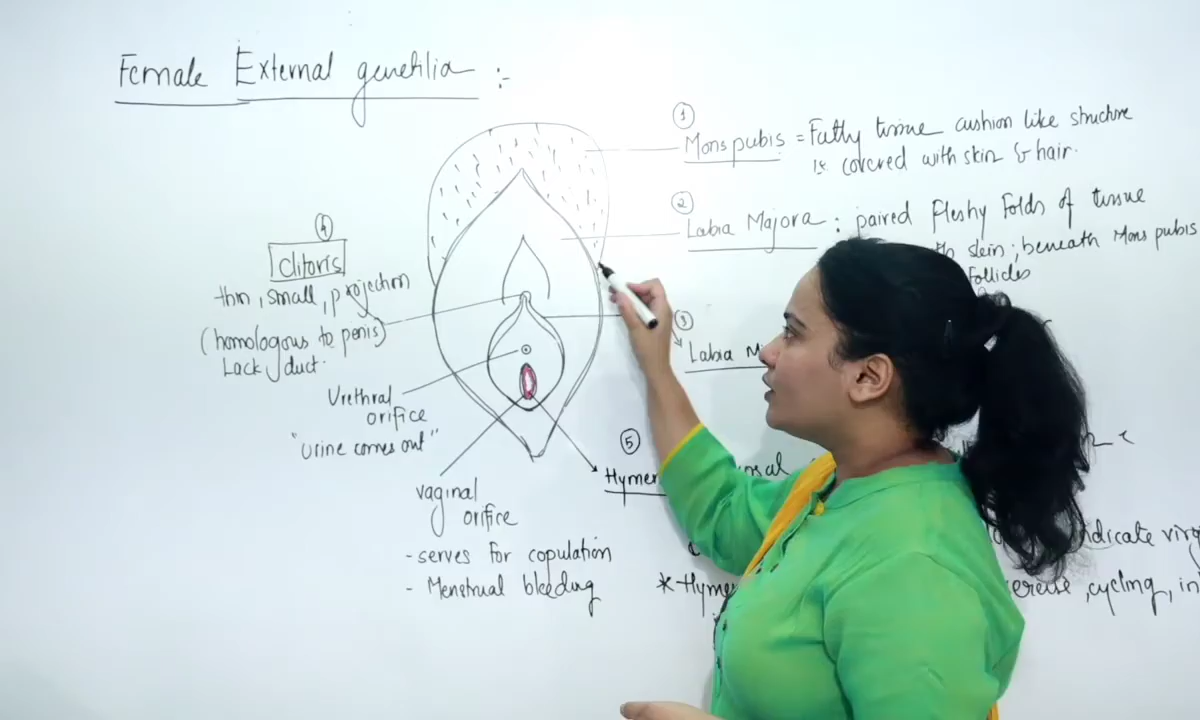 Female External genetilia :-
①
Mons pubis = Fatty tissue cushion like structure
is covered with skin & hair.
②
Labia Majora : paired fleshy folds of tissue
skin ; beneath Mons pubis
follicles
③
Labia M
④
Clitoris
thin, small, projection
(homologous to penis)
Lack duct.
Urethral
orifice
"urine comes out"
vaginal
orifice
- serves for copulation
- Menstrual bleeding
⑤
Hymen
indicate virgi
*Hyme
cycling, in